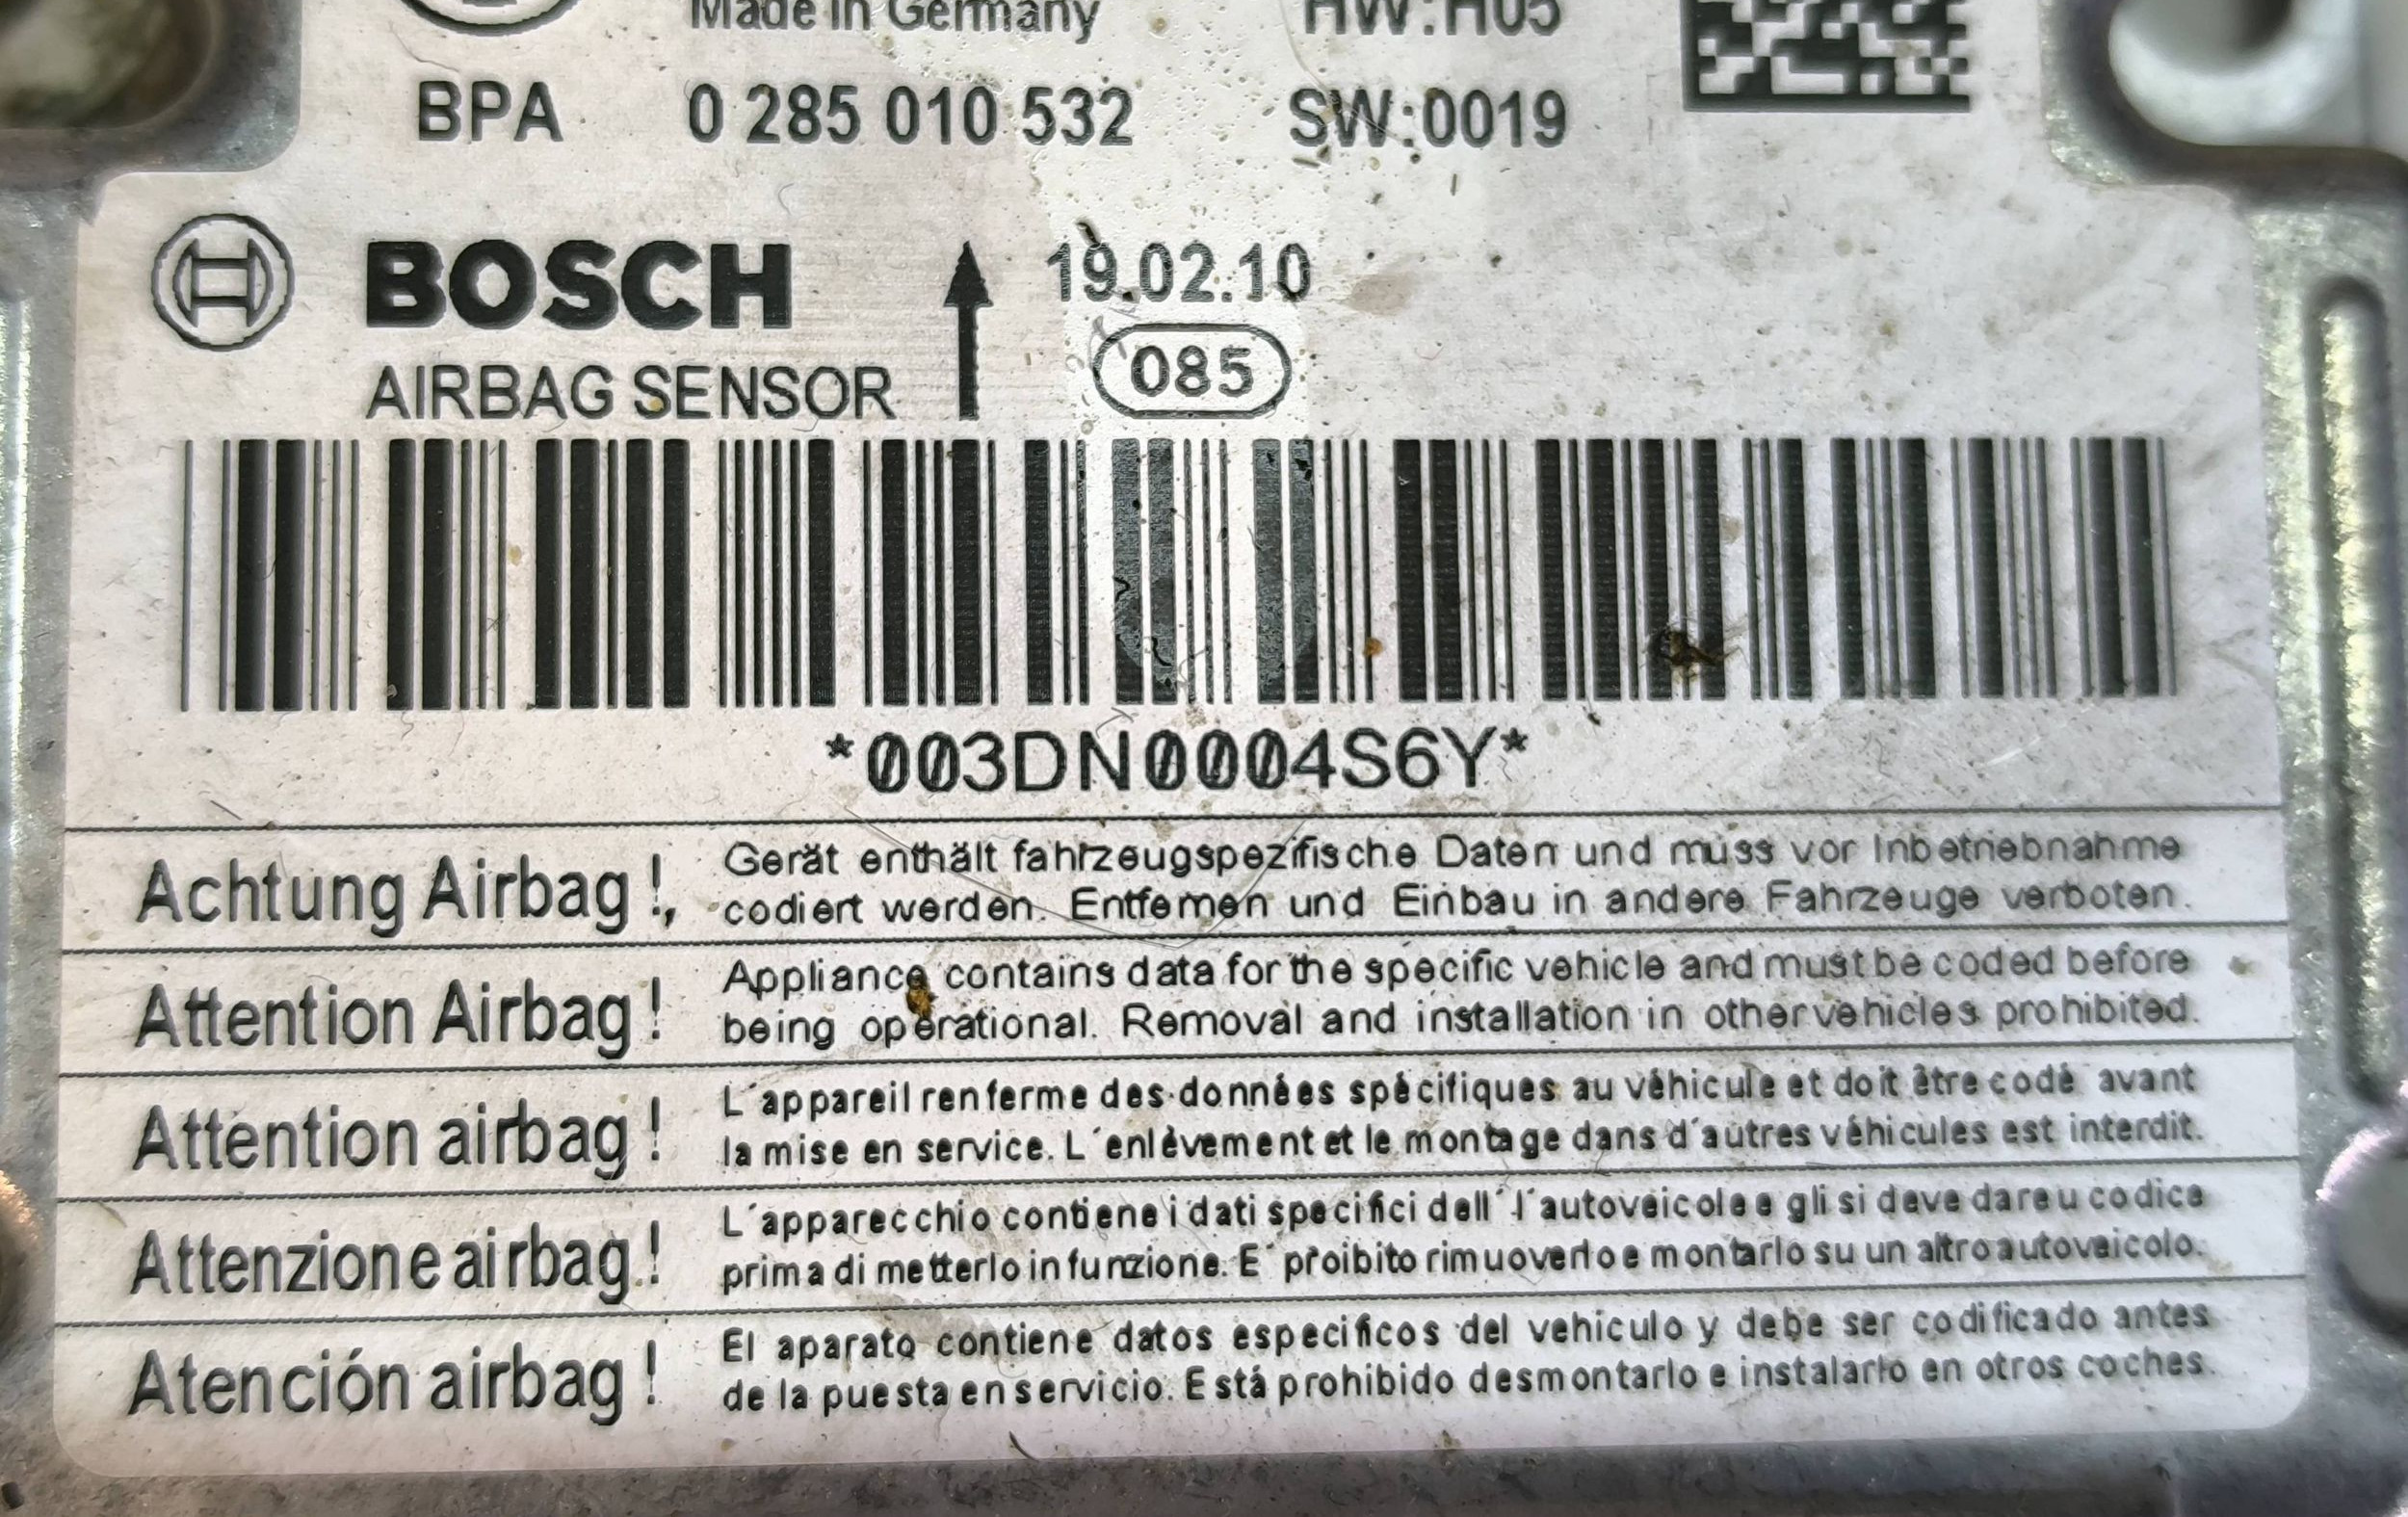 Made in Germany HW:H05
BPA 0 285 010 532 SW:0019
BOSCH 19.02.10
AIRBAG SENSOR 085
*003DN0004S6Y*
Achtung Airbag !, Gerät enthält fahrzeugspezifische Daten und muss vor Inbetriebnahme
codiert werden. Entfernen und Einbau in andere Fahrzeuge verboten.
Attention Airbag ! Appliance contains data for the specific vehicle and must be coded before
being operational. Removal and installation in other vehicles prohibited.
Attention airbag ! L´appareil renferme des données spècifiques au vèhicule et doit être codè avant
la mise en service. L´enlèvement et le montage dans d´autres véhicules est interdit.
Attenzione airbag ! L´apparecchio contiene i dati specifici dell´l´autoveicolo e gli si deve dare u codice
prima di metterlo in funzione. E´ proibito rimuoverlo e montarlo su un altro autoveicolo.
Atención airbag ! El aparato contiene datos especificos del vehículo y debe ser codificado antes
de la puesta en servicio. Está prohibido desmontarlo e instalarlo en otros coches.